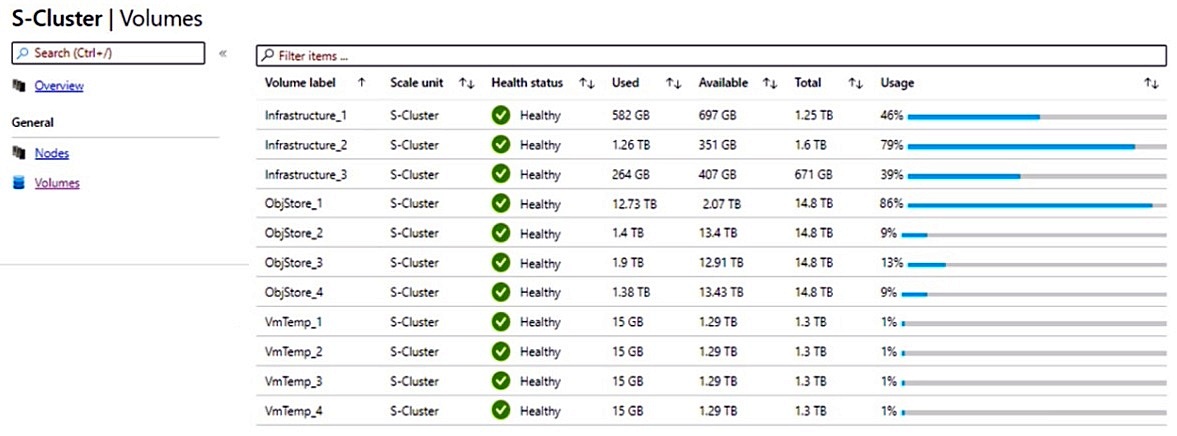 S-Cluster | Volumes
Search (Ctrl+/)
«
Overview
General
Nodes
Volumes
Filter items ...
Volume label ↑ Scale unit ↑↓ Health status ↑↓ Used ↑↓ Available ↑↓ Total ↑↓ Usage ↑↓
Infrastructure_1 S-Cluster Healthy 582 GB 697 GB 1.25 TB 46%
Infrastructure_2 S-Cluster Healthy 1.26 TB 351 GB 1.6 TB 79%
Infrastructure_3 S-Cluster Healthy 264 GB 407 GB 671 GB 39%
ObjStore_1 S-Cluster Healthy 12.73 TB 2.07 TB 14.8 TB 86%
ObjStore_2 S-Cluster Healthy 1.4 TB 13.4 TB 14.8 TB 9%
ObjStore_3 S-Cluster Healthy 1.9 TB 12.91 TB 14.8 TB 13%
ObjStore_4 S-Cluster Healthy 1.38 TB 13.43 TB 14.8 TB 9%
VmTemp_1 S-Cluster Healthy 15 GB 1.29 TB 1.3 TB 1%
VmTemp_2 S-Cluster Healthy 15 GB 1.29 TB 1.3 TB 1%
VmTemp_3 S-Cluster Healthy 15 GB 1.29 TB 1.3 TB 1%
VmTemp_4 S-Cluster Healthy 15 GB 1.29 TB 1.3 TB 1%